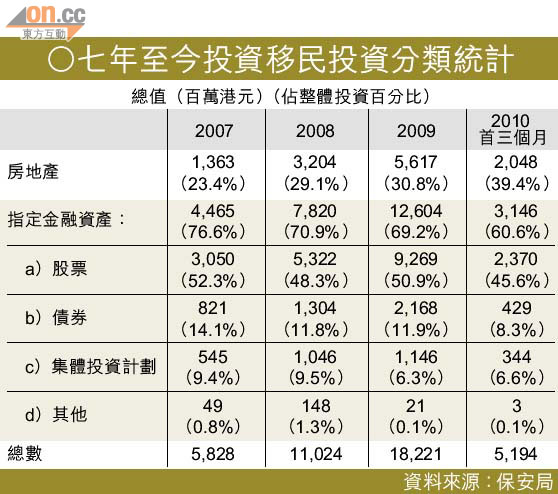 on.cc
東方互動
〇七年至今投資移民投資分類統計
總值（百萬港元）（佔整體投資百分比）
2007 2008 2009 2010
首三個月
房地產 1,363 3,204 5,617 2,048
(23.4%) (29.1%) (30.8%) (39.4%)
指定金融資產： 4,465 7,820 12,604 3,146
(76.6%) (70.9%) (69.2%) (60.6%)
a）股票 3,050 5,322 9,269 2,370
(52.3%) (48.3%) (50.9%) (45.6%)
b）債券 821 1,304 2,168 429
(14.1%) (11.8%) (11.9%) (8.3%)
c）集體投資計劃 545 1,046 1,146 344
(9.4%) (9.5%) (6.3%) (6.6%)
d）其他 49 148 21 3
(0.8%) (1.3%) (0.1%) (0.1%)
總數 5,828 11,024 18,221 5,194
資料來源：保安局